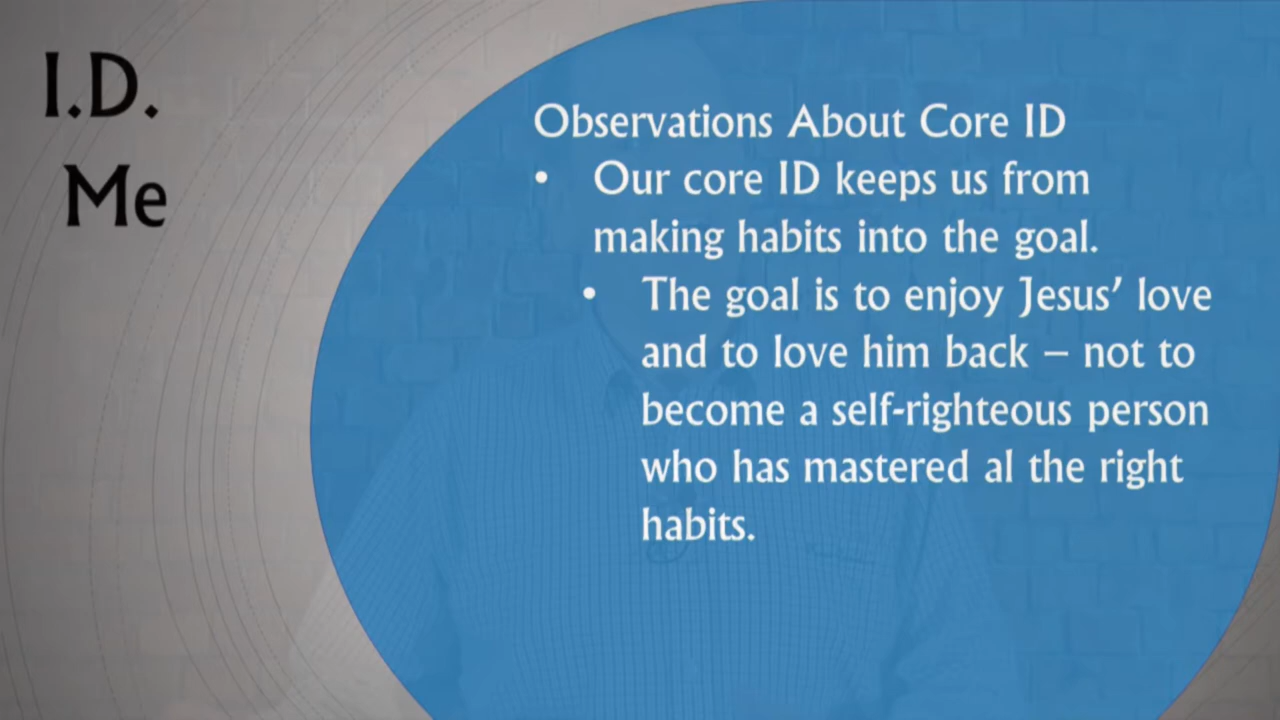 I.D.
Me
Observations About Core ID
• Our core ID keeps us from
making habits into the goal.
• The goal is to enjoy Jesus’ love
and to love him back – not to
become a self-righteous person
who has mastered al the right
habits.